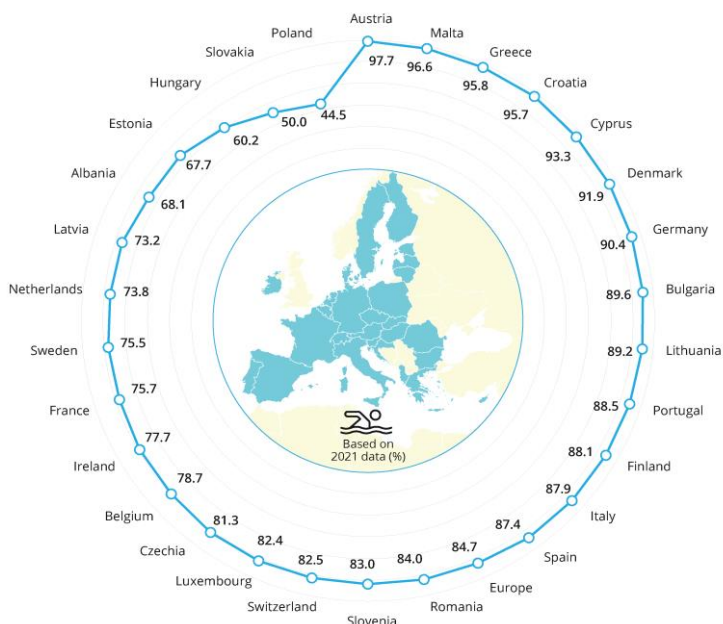 Austria
97.7
Malta
96.6
Greece
95.8
Croatia
95.7
Cyprus
93.3
Denmark
91.9
Germany
90.4
Bulgaria
89.6
Lithuania
89.2
Portugal
88.5
Finland
88.1
Italy
87.9
Spain
87.4
Europe
84.7
Romania
84.0
Slovenia
83.0
Switzerland
82.5
Luxembourg
82.4
Czechia
81.3
Belgium
78.7
Ireland
77.7
France
75.7
Sweden
75.5
Netherlands
73.8
Latvia
73.2
Albania
68.1
Estonia
67.7
Hungary
60.2
Slovakia
50.0
Poland
44.5
Based on
2021 data (%)